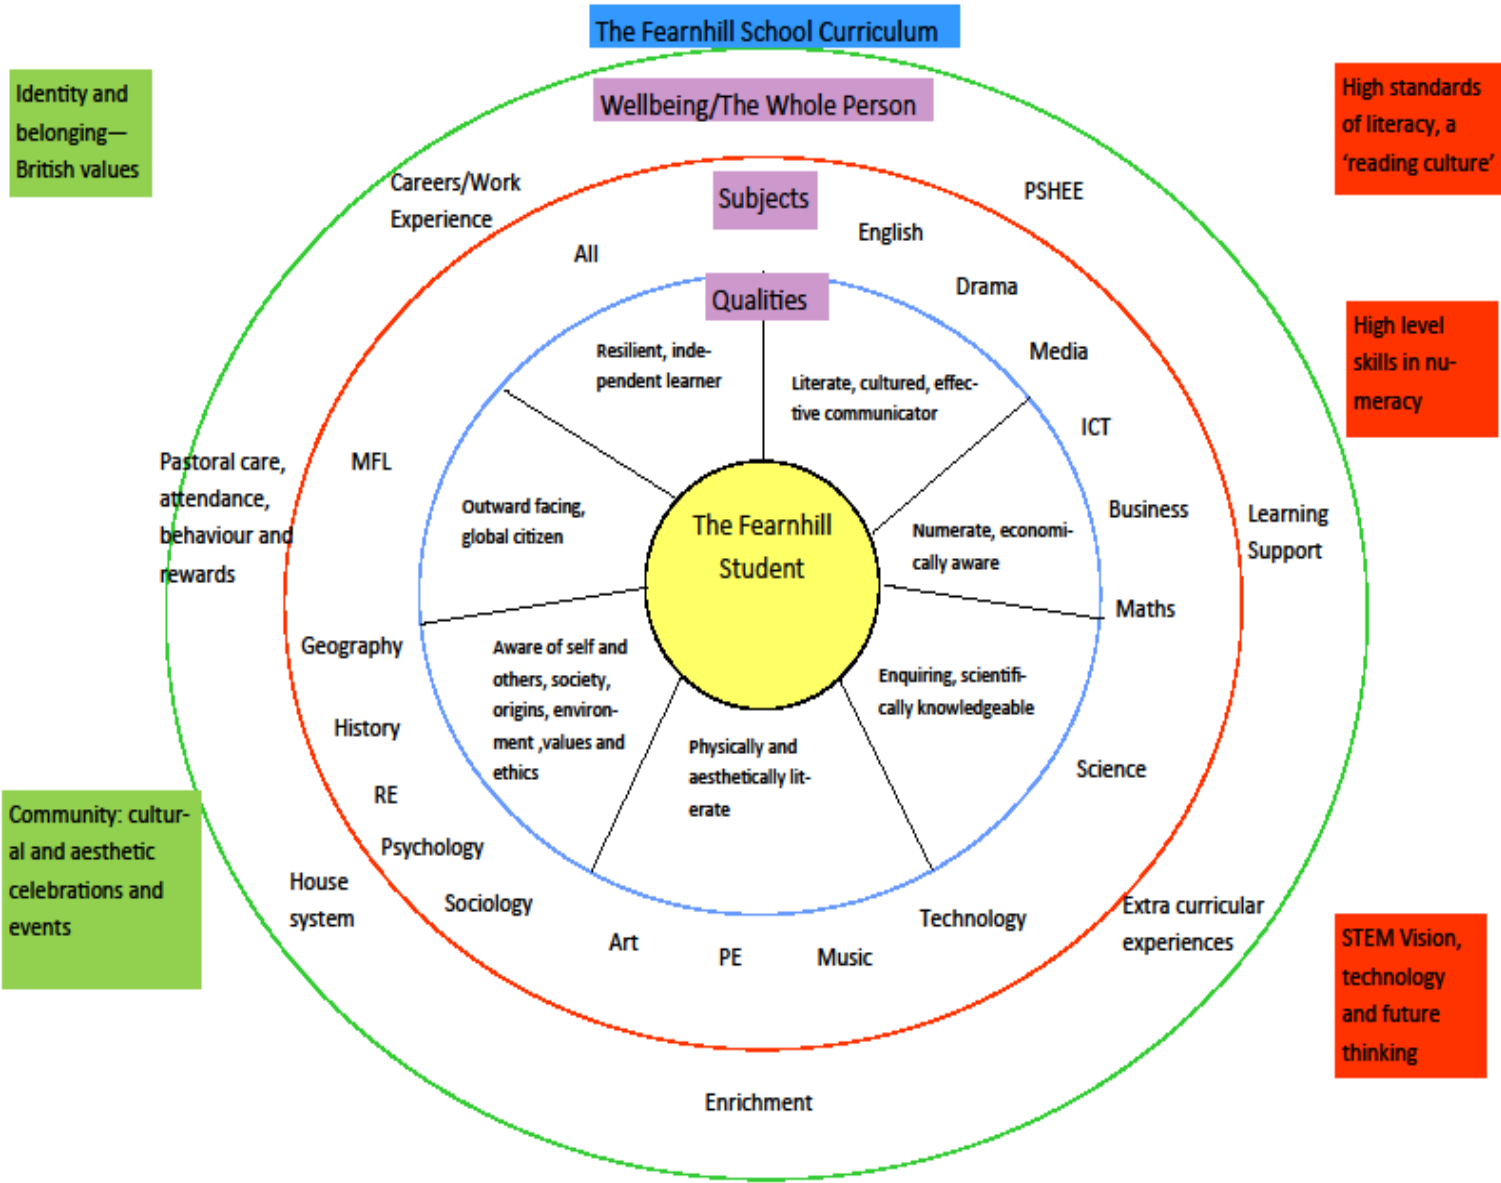 The Fearnhill School Curriculum
Identity and
belonging—
British values
Wellbeing/The Whole Person
High standards
of literacy, a
‘reading culture’
Careers/Work
Experience
Subjects
PSHEE
All
English
Qualities
Drama
Media
High level
skills in nu-
meracy
Resilient, inde-
pendent learner
Literate, cultured, effec-
tive communicator
ICT
Pastoral care,
attendance,
behaviour and
rewards
MFL
Outward facing,
global citizen
The Fearnhill
Student
Numerate, economi-
cally aware
Business
Learning
Support
Maths
Geography
Aware of self and
others, society,
origins, environ-
ment ,values and
ethics
Enquiring, scientifi-
cally knowledgeable
History
Physically and
aesthetically lit-
erate
Science
RE
Community: cultur-
al and aesthetic
celebrations and
events
Psychology
House
system
Sociology
Art
PE
Music
Technology
Extra curricular
experiences
STEM Vision,
technology
and future
thinking
Enrichment